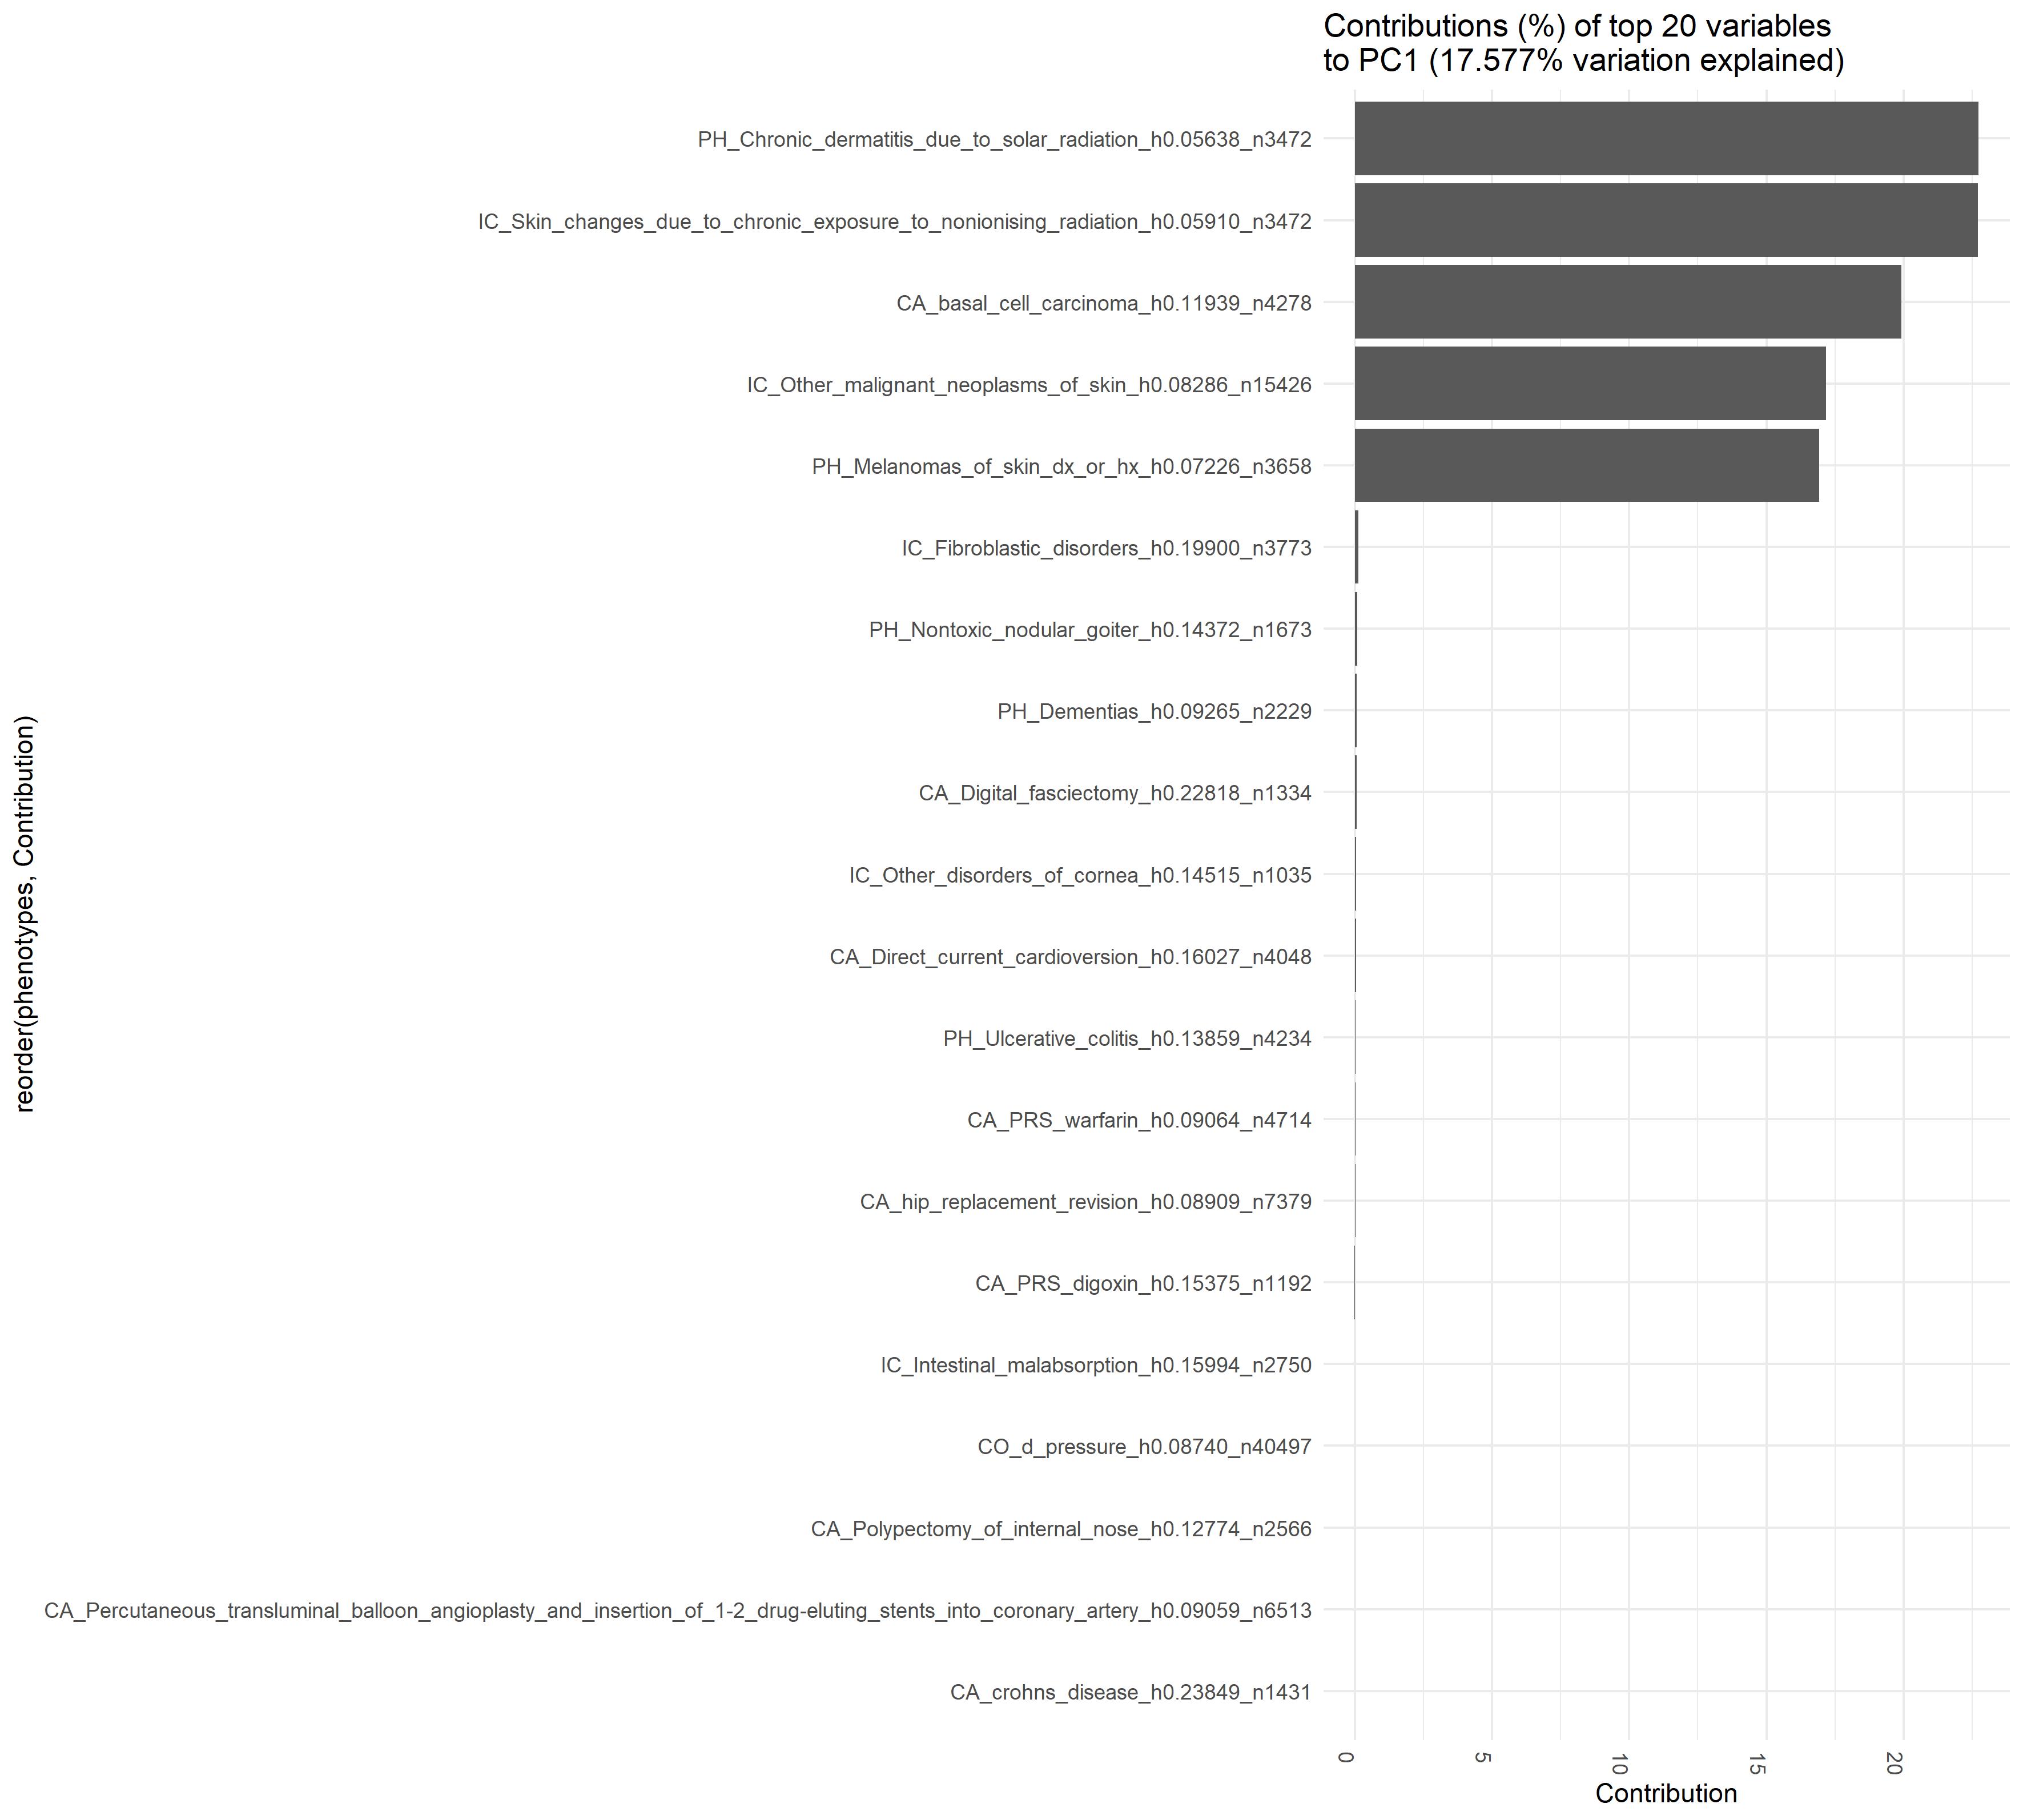 Contributions (%) of top 20 variables
to PC1 (17.577% variation explained)
PH_Chronic_dermatitis_due_to_solar_radiation_h0.05638_n3472
IC_Skin_changes_due_to_chronic_exposure_to_nonionising_radiation_h0.05910_n3472
CA_basal_cell_carcinoma_h0.11939_n4278
IC_Other_malignant_neoplasms_of_skin_h0.08286_n15426
PH_Melanomas_of_skin_dx_or_hx_h0.07226_n3658
IC_Fibroblastic_disorders_h0.19900_n3773
PH_Nontoxic_nodular_goiter_h0.14372_n1673
PH_Dementias_h0.09265_n2229
CA_Digital_fasciectomy_h0.22818_n1334
IC_Other_disorders_of_cornea_h0.14515_n1035
CA_Direct_current_cardioversion_h0.16027_n4048
PH_Ulcerative_colitis_h0.13859_n4234
CA_PRS_warfarin_h0.09064_n4714
CA_hip_replacement_revision_h0.08909_n7379
CA_PRS_digoxin_h0.15375_n1192
IC_Intestinal_malabsorption_h0.15994_n2750
CO_d_pressure_h0.08740_n40497
CA_Polypectomy_of_internal_nose_h0.12774_n2566
CA_Percutaneous_transluminal_balloon_angioplasty_and_insertion_of_1-2_drug-eluting_stents_into_coronary_artery_h0.09059_n6513
CA_crohns_disease_h0.23849_n1431
reorder(phenotypes, Contribution)
0 5 10 15 20
Contribution